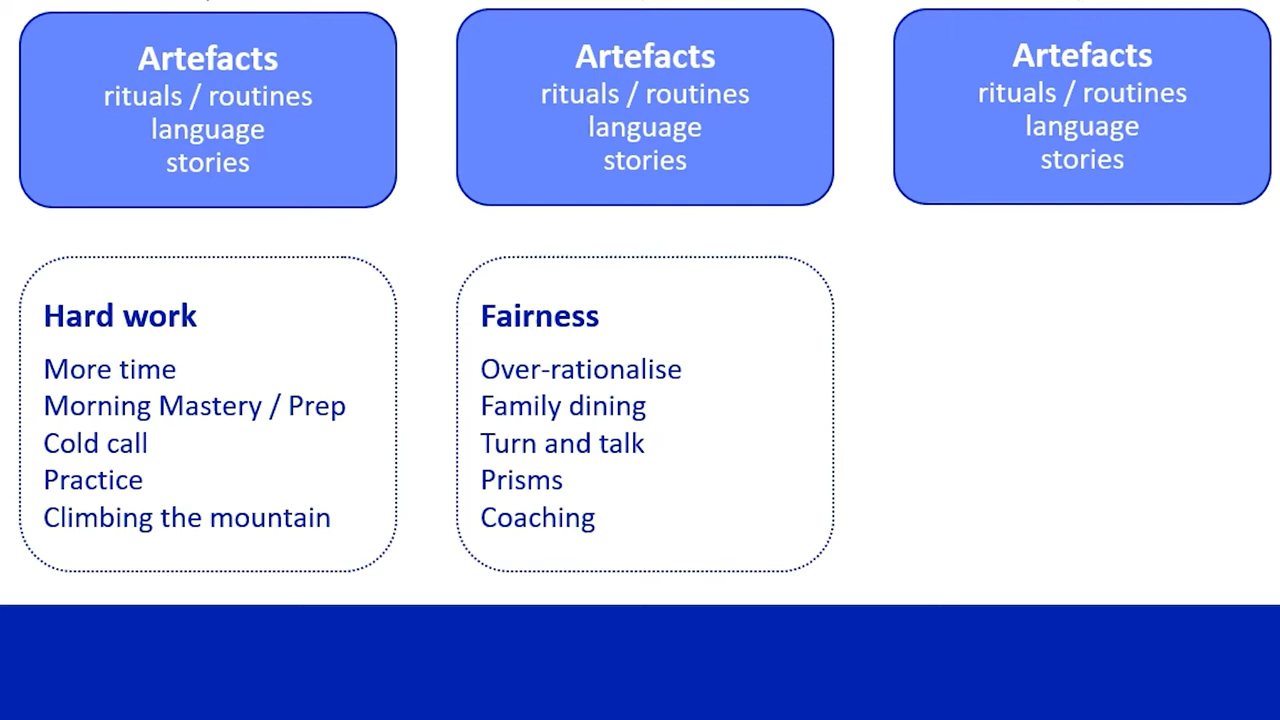 Artefacts
rituals / routines
language
stories
Artefacts
rituals / routines
language
stories
Artefacts
rituals / routines
language
stories
Hard work
More time
Morning Mastery / Prep
Cold call
Practice
Climbing the mountain
Fairness
Over-rationalise
Family dining
Turn and talk
Prisms
Coaching